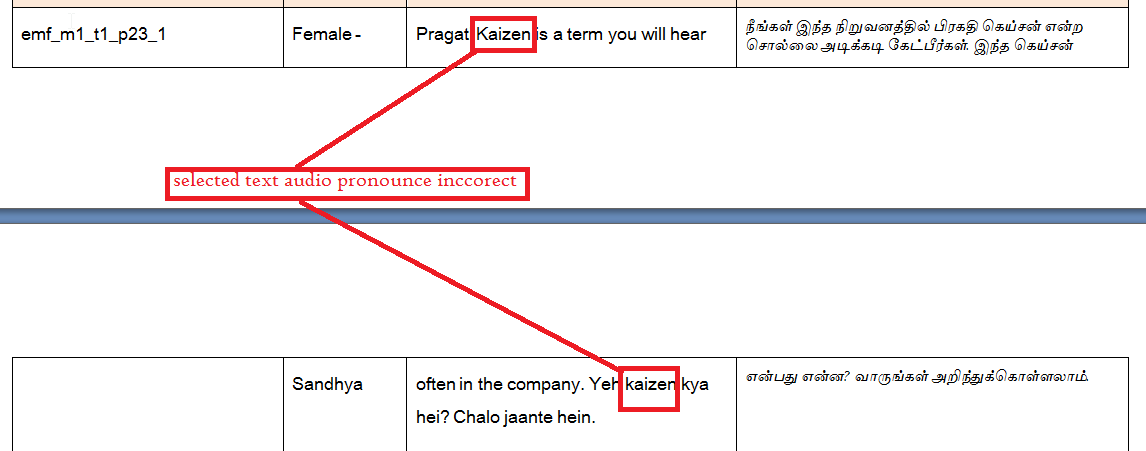 emf_m1_t1_p23_1
Female -
Pragati Kaizen is a term you will hear
நீங்கள் இந்த நிறுவனத்தில் பிரகதி கெய்சன் என்ற
சொல்லை அடிக்கடி கேட்பீர்கள். இந்த கெய்சன்
selected text audio pronounce inccorect
Sandhya
often in the company. Yeh kaizen kya
hei? Chalo jaante hein.
என்பது என்ன? வாருங்கள் அறிந்துக்கொள்ளலாம்.